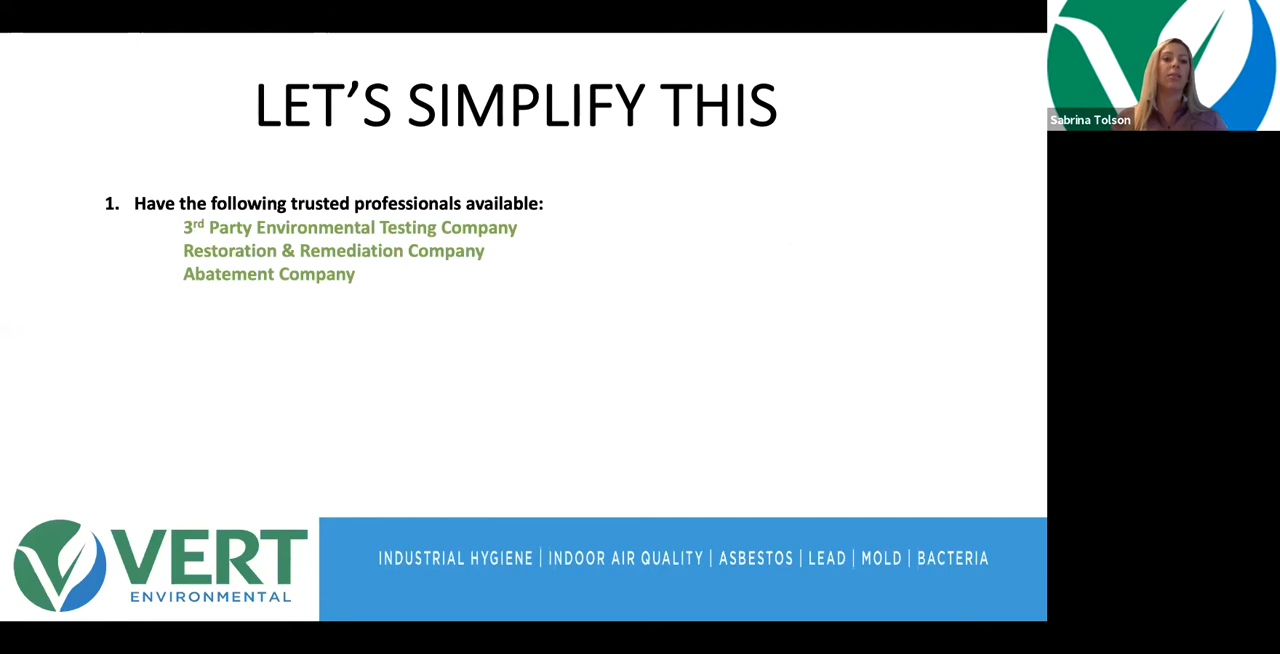 LET'S SIMPLIFY THIS
Sabrina Tolson
1. Have the following trusted professionals available:
3rd Party Environmental Testing Company
Restoration & Remediation Company
Abatement Company
VERT
ENVIRONMENTAL
INDUSTRIAL HYGIENE | INDOOR AIR QUALITY | ASBESTOS | LEAD | MOLD | BACTERIA